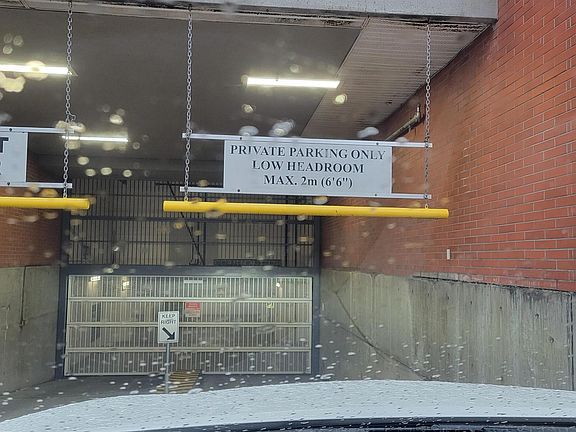 T
PRIVATE PARKING ONLY
LOW HEADROOM
MAX. 2m (6'6")
KEEP
RIGHT